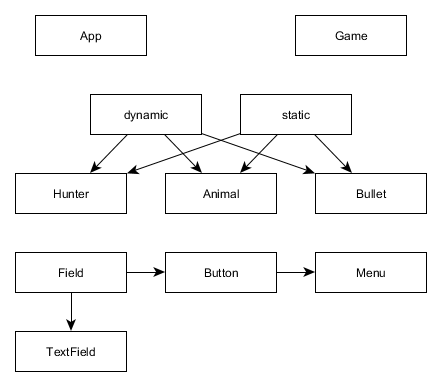 App
Game
dynamic
static
Hunter
Animal
Bullet
Field
Button
Menu
TextField